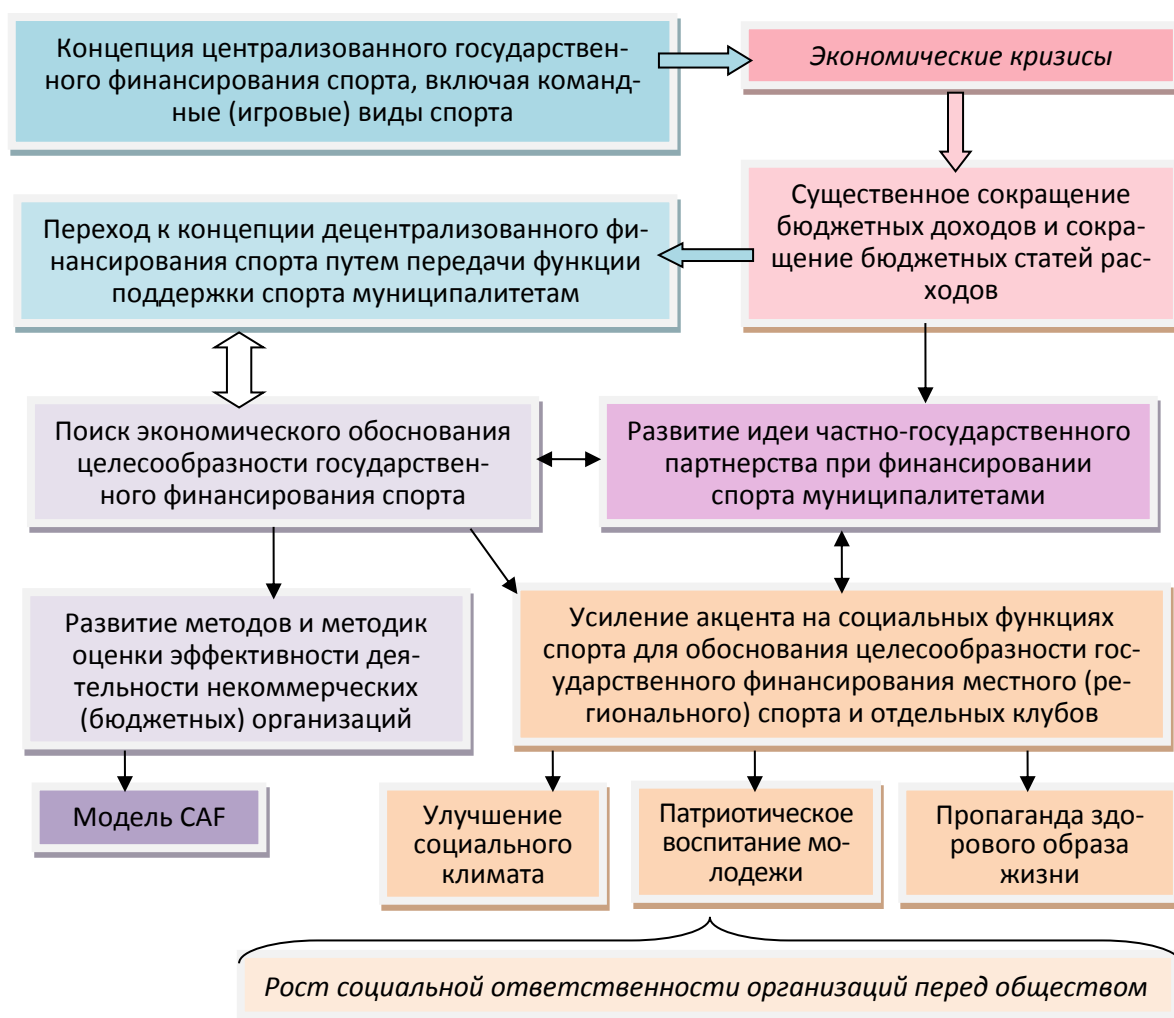 Концепция централизованного государствен-
ного финансирования спорта, включая команд-
ные (игровые) виды спорта
Экономические кризисы
Существенное сокращение
бюджетных доходов и сокра-
щение бюджетных статей рас-
ходов
Переход к концепции децентрализованного фи-
нансирования спорта путем передачи функции
поддержки спорта муниципалитетам
Поиск экономического обоснования
целесообразности государствен-
ного финансирования спорта
Развитие идеи частно-государственного
партнерства при финансировании
спорта муниципалитетами
Развитие методов и методик
оценки эффективности дея-
тельности некоммерческих
(бюджетных) организаций
Усиление акцента на социальных функциях
спорта для обоснования целесообразности гос-
ударственного финансирования местного (ре-
гионального) спорта и отдельных клубов
Модель CAF
Улучшение
социального
климата
Патриотическое
воспитание мо-
лодежи
Пропаганда здо-
рового образа
жизни
Рост социальной ответственности организаций перед обществом